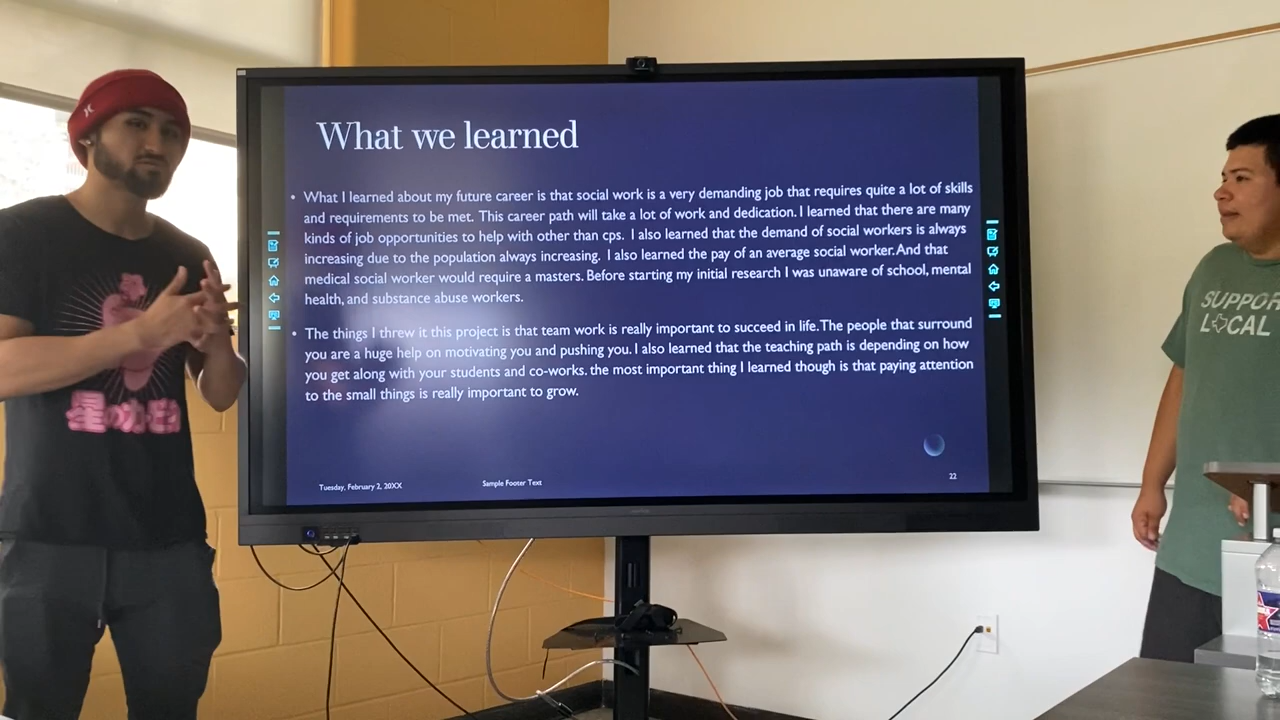 What we learned
• What I learned about my future career is that social work is a very demanding job that requires quite a lot of skills
and requirements to be met. This career path will take a lot of work and dedication. I learned that there are many
kinds of job opportunities to help with other than cps. I also learned that the demand of social workers is always
increasing due to the population always increasing. I also learned the pay of an average social worker. And that
medical social worker would require a masters. Before starting my initial research I was unaware of school, mental
health, and substance abuse workers.
• The things I threw it this project is that team work is really important to succeed in life. The people that surround
you are a huge help on motivating you and pushing you. I also learned that the teaching path is depending on how
you get along with your students and co-works. the most important thing I learned though is that paying attention
to the small things is really important to grow.
Tuesday, February 2, 20XX
Sample Footer Text
22
星のカービィ
SUPPOR
LOCAL